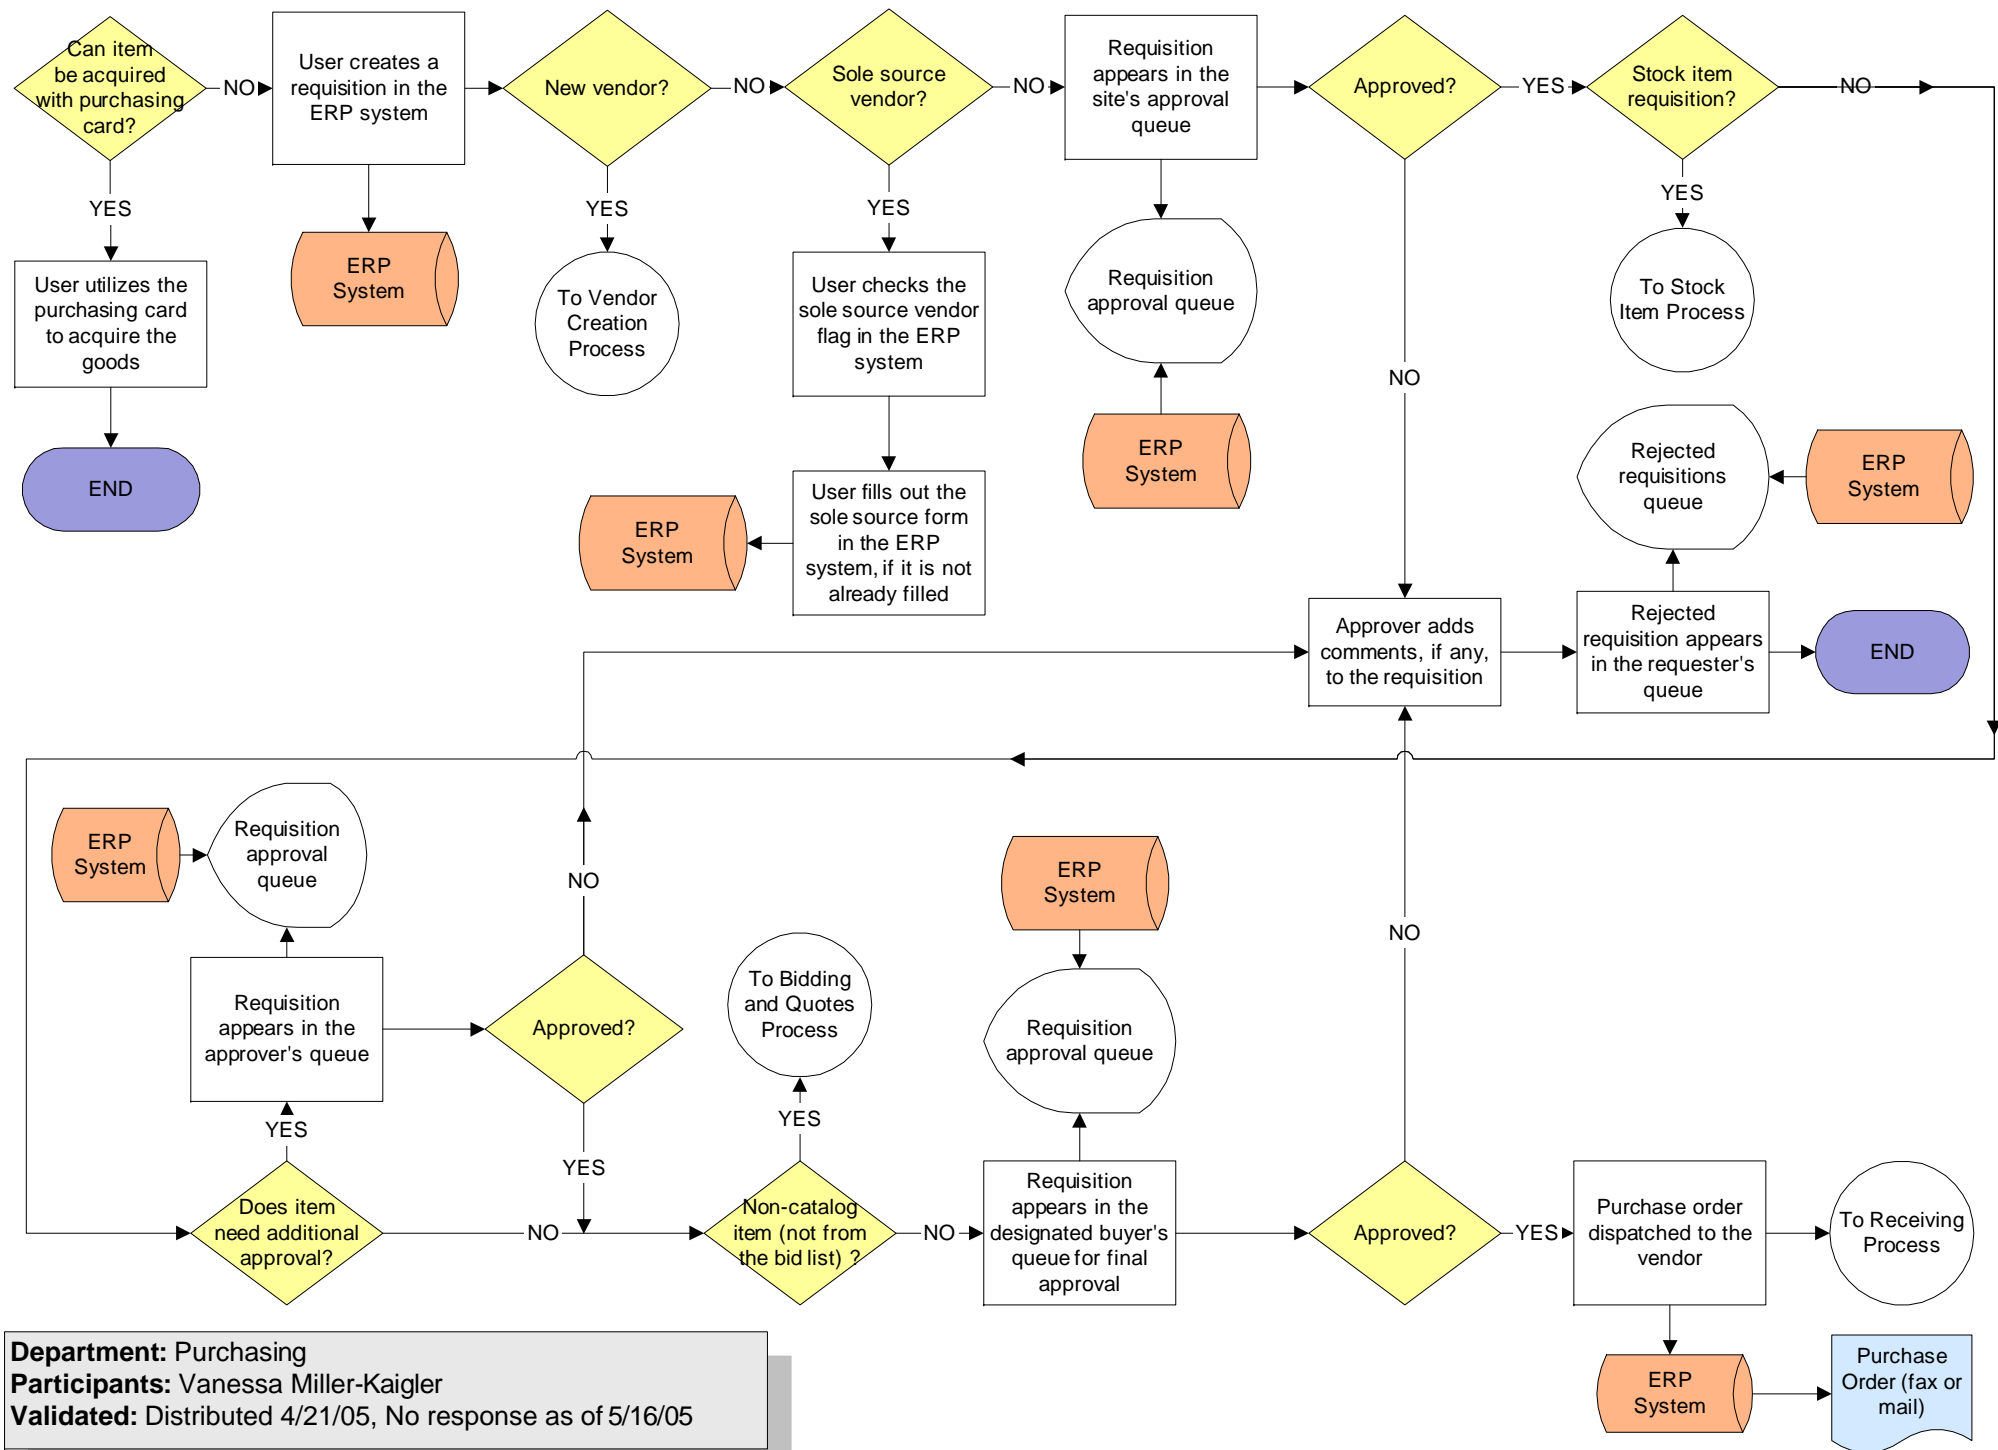 Can item
be acquired
with purchasing
card?
NO
User creates a
requisition in the
ERP system
New vendor?
NO
Sole source
vendor?
NO
Requisition
appears in the
site's approval
queue
Approved?
YES
Stock item
requisition?
NO
YES
User utilizes the
purchasing card
to acquire the
goods
END
ERP
System
YES
To Vendor
Creation
Process
YES
User checks the
sole source vendor
flag in the ERP
system
User fills out the
sole source form
in the ERP
system, if it is not
already filled
ERP
System
Requisition
approval queue
ERP
System
NO
YES
To Stock
Item Process
Rejected
requisitions
queue
ERP
System
Approver adds
comments, if any,
to the requisition
Rejected
requisition appears
in the requester's
queue
END
ERP
System
Requisition
approval
queue
Requisition
appears in the
approver's queue
YES
Does item
need additional
approval?
NO
Approved?
NO
YES
To Bidding
and Quotes
Process
YES
Non-catalog
item (not from
the bid list) ?
NO
ERP
System
Requisition
approval queue
Requisition
appears in the
designated buyer's
queue for final
approval
NO
Approved?
YES
Purchase order
dispatched to the
vendor
To Receiving
Process
ERP
System
Purchase
Order (fax or
mail)
Department: Purchasing
Participants: Vanessa Miller-Kaigler
Validated: Distributed 4/21/05, No response as of 5/16/05